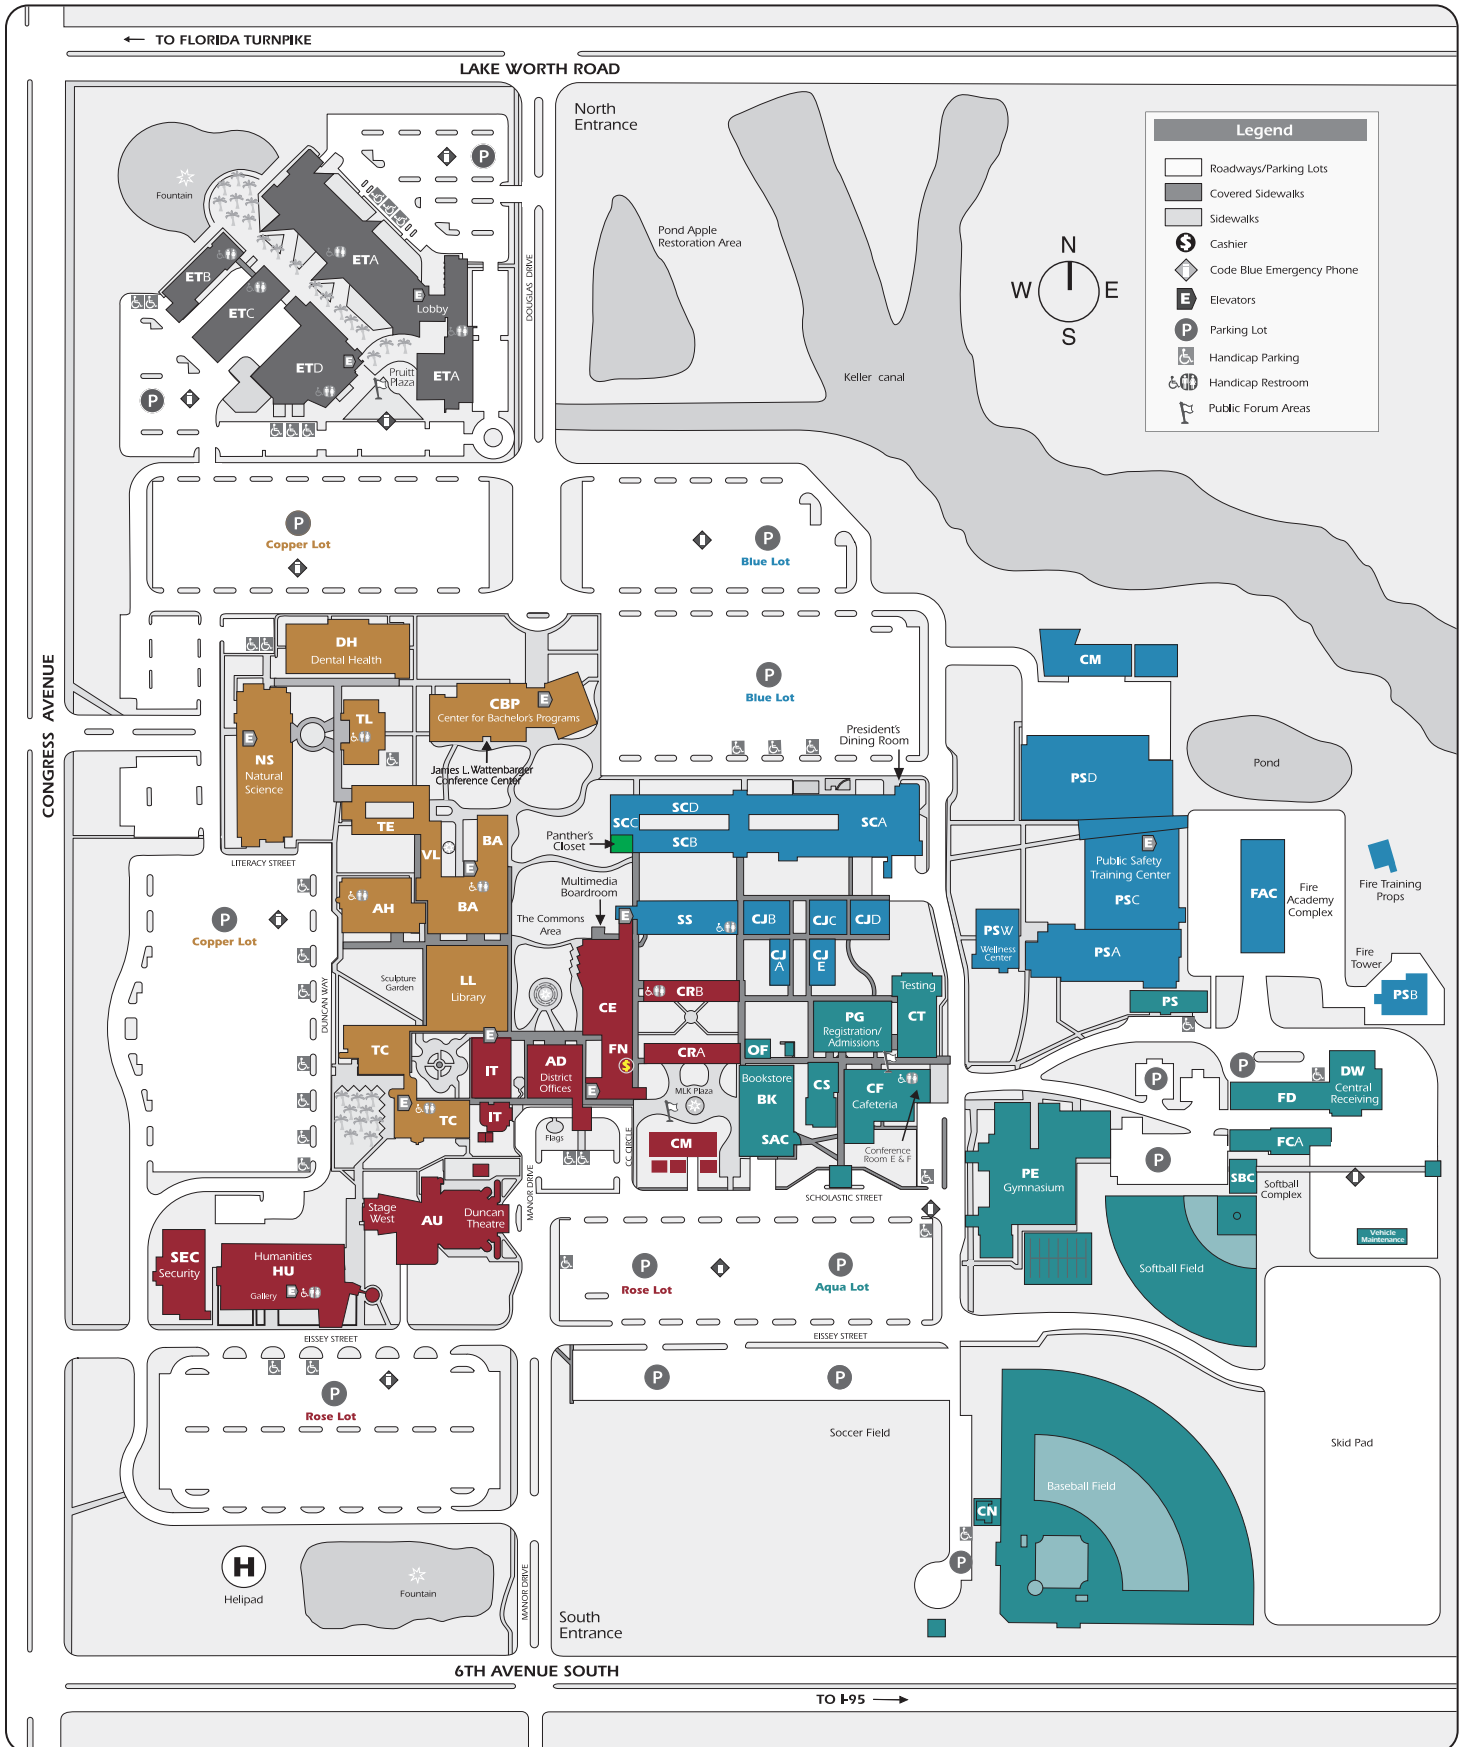 ← TO FLORIDA TURNPIKE
LAKE WORTH ROAD
North
Entrance
Legend
Roadways/Parking Lots
Covered Sidewalks
Sidewalks
$ Cashier
Code Blue Emergency Phone
E Elevators
P Parking Lot
Handicap Parking
Handicap Restroom
Public Forum Areas
N
W E
S
P
Fountain
Pond Apple
Restoration Area
DOUGLAS DRIVE
ETA
ETB
E
Lobby
ETC
ETD
E
Pruitt
Plaza
ETA
P
Keller canal
P
Copper Lot
P
Blue Lot
CONGRESS AVENUE
DH
Dental Health
CM
P
Blue Lot
CBP
E
Center for Bachelor's Programs
TL
E
NS
Natural
Science
James L. Wattenbarger
Conference Center
President's
Dining Room
PSD
Pond
SCD
SCC
SCA
SCB
TE
BA
VL
E
BA
Panther's
Closet
LITERACY STREET
E
Public Safety
Training Center
PSC
FAC
Fire
Academy
Complex
Fire Training
Props
Multimedia
Boardroom
AH
The Commons
Area
E
SS
CJB
CJC
CJD
PSW
Wellness
Center
PSA
Fire
Tower
P
Copper Lot
CJ
A
CJ
E
Sculpture
Garden
LL
Library
DUNCAN WAY
CE
CRB
Testing
CT
PS
PSB
PG
Registration/
Admissions
TC
E
IT
AD
District
Offices
FN
$
E
CRA
OF
Bookstore
BK
SAC
CS
CF
Cafeteria
MLK Plaza
P
P
DW
Central
Receiving
FD
E
TC
IT
Flags
CC CIRCLE
CM
Conference
Room E & F
FCA
P
PE
Gymnasium
SBC
Softball
Complex
SCHOLASTIC STREET
MANOR DRIVE
Stage
West
AU
Duncan
Theatre
Vehicle
Maintenance
SEC
Security
Humanities
HU
Gallery
E
P
Rose Lot
P
Aqua Lot
Softball Field
EISSEY STREET
EISSEY STREET
P
P
P
Rose Lot
Soccer Field
Skid Pad
Baseball Field
CN
P
H
Helipad
Fountain
MANOR DRIVE
South
Entrance
6TH AVENUE SOUTH
TO I-95 →